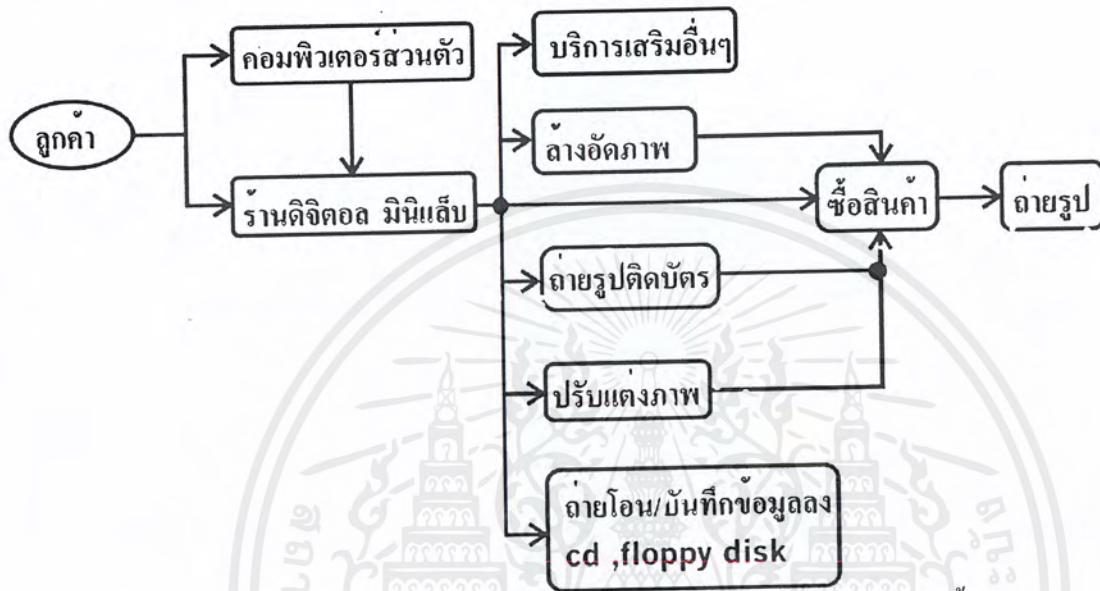 คอมพิวเตอร์ส่วนตัว
บริการเสริมอื่นๆ
ลูกค้า
ล้างอัดภาพ
ร้านดิจิตอล มินิแล็บ
ซื้อสินค้า
ถ่ายรูป
ถ่ายรูปติดบัตร
ปรับแต่งภาพ
ถ่ายโอน/บันทึกข้อมูลลง
cd ,floppy disk